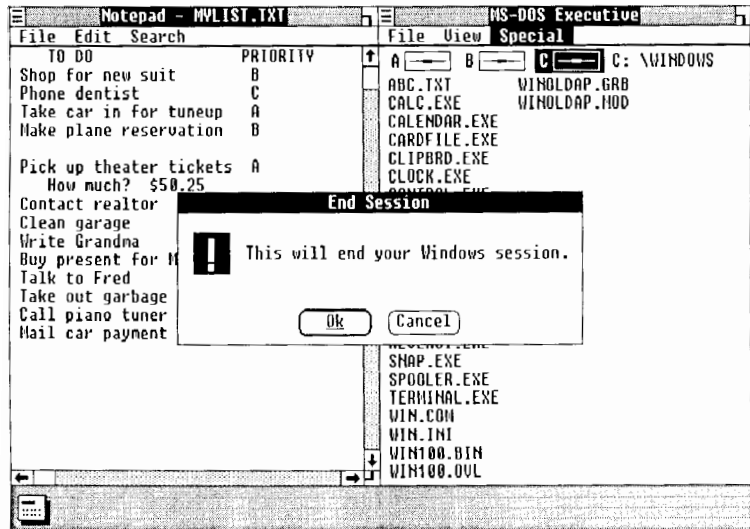 Notepad - MYLIST.TXT
File Edit Search
TO DO PRIORITY
Shop for new suit B
Phone dentist C
Take car in for tuneup A
Make plane reservation B
Pick up theater tickets A
How much? $50.25
Contact realtor
Clean garage
Write Grandma
Buy present for M
Talk to Fred
Take out garbage
Call piano tuner
Mail car payment
MS-DOS Executive
File View Special
A B C C: \WINDOWS
ABC.TXT WINOLDAP.GRB
CALC.EXE WINOLDAP.MOD
CALENDAR.EXE
CARDFILE.EXE
CLIPBRD.EXE
CLOCK.EXE
CONTROL.EXE
SNAP.EXE
SPOOLER.EXE
TERMINAL.EXE
WIN.COM
WIN.INI
WIN100.BIN
WIN100.OVL
End Session
This will end your Windows session.
Ok Cancel